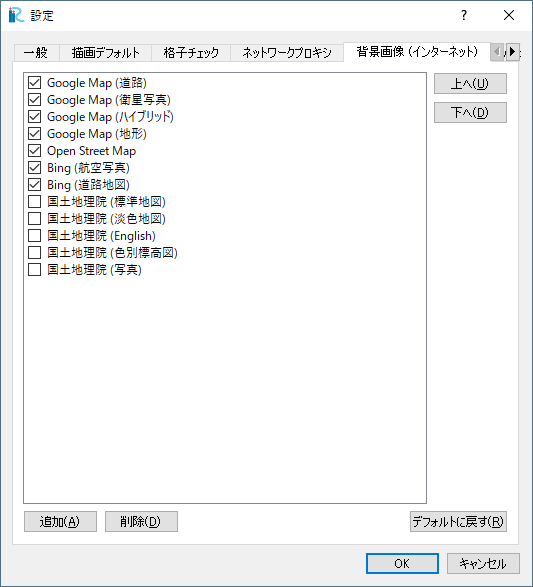 設定
一般
描画デフォルト
格子チェック
ネットワークプロキシ
背景画像 (インターネット)
Google Map (道路)
Google Map (衛星写真)
Google Map (ハイブリッド)
Google Map (地形)
Open Street Map
Bing (航空写真)
Bing (道路地図)
国土地理院 (標準地図)
国土地理院 (淡色地図)
国土地理院 (English)
国土地理院 (色別標高図)
国土地理院 (写真)
上へ(U)
下へ(D)
追加(A)
削除(D)
デフォルトに戻す(R)
OK
キャンセル